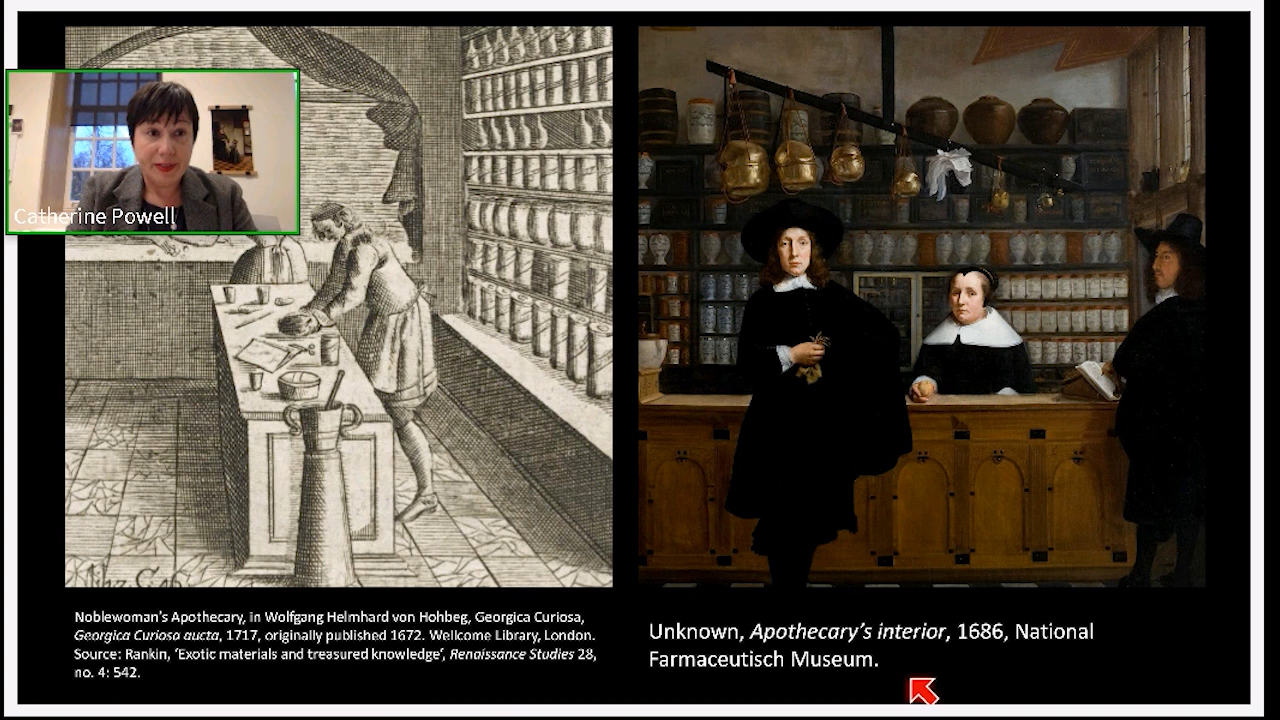 Catherine Powell
Noblewoman's Apothecary, in Wolfgang Helmhard von Hohbeg, Georgica Curiosa,
Georgica Curiosa aucta, 1717, originally published 1672. Wellcome Library, London.
Source: Rankin, 'Exotic materials and treasured knowledge', Renaissance Studies 28,
no. 4: 542.
Unknown, Apothecary's interior, 1686, National
Farmaceutisch Museum.